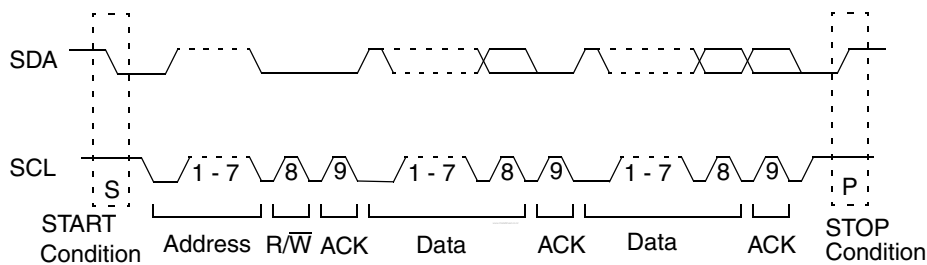 SDA
SCL
S 1 - 7 8 9 1 - 7 8 9 1 - 7 8 9 P
START
Condition
Address R/W̅ ACK Data ACK Data ACK
STOP
Condition